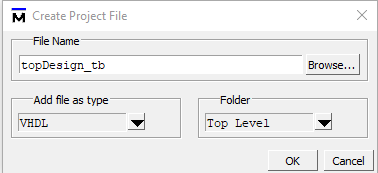 Create Project File
File Name
topDesign_tb Browse...
Add file as type Folder
VHDL Top Level
OK Cancel